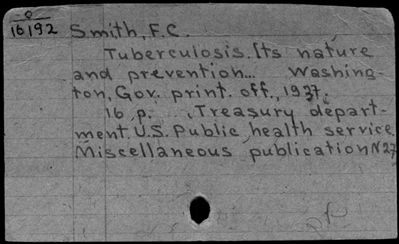 o
16192 Smith, F.C.
Tuberculosis. Its nature
and prevention... Washing-
ton, Gov. print. off., 1937.
16 p. ... Treasury depart-
ment. U.S. Public health service
Miscellaneous publication N27